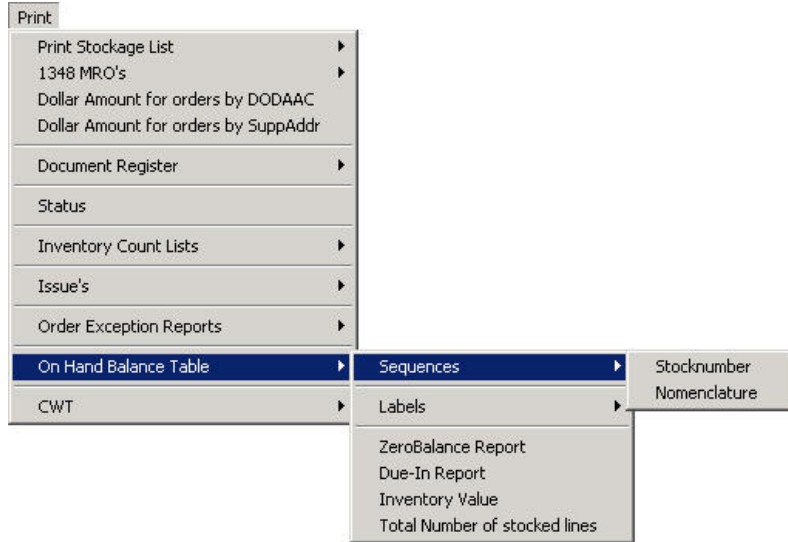 Print
Print Stockage List
1348 MRO's
Dollar Amount for orders by DODAAC
Dollar Amount for orders by SuppAddr
Document Register
Status
Inventory Count Lists
Issue's
Order Exception Reports
On Hand Balance Table
CWT
Sequences
Labels
ZeroBalance Report
Due-In Report
Inventory Value
Total Number of stocked lines
Stocknumber
Nomenclature